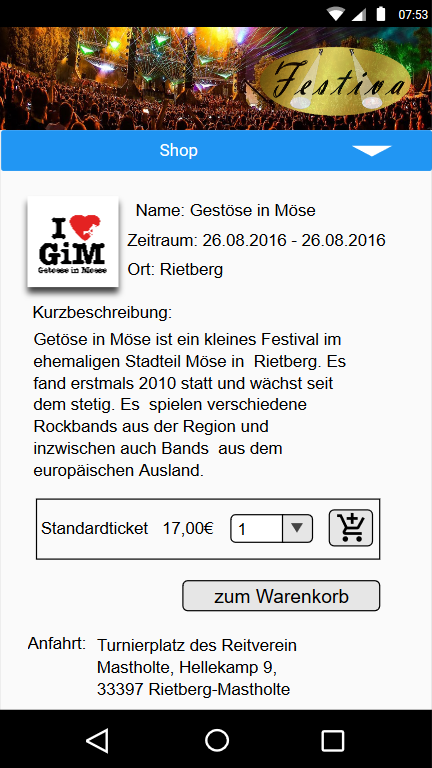 07:53
Festiva
Shop
I
GiM
Getoese in Moese
Name: Gestöse in Möse
Zeitraum: 26.08.2016 - 26.08.2016
Ort: Rietberg
Kurzbeschreibung:
Getöse in Möse ist ein kleines Festival im
ehemaligen Stadteil Möse in Rietberg. Es
fand erstmals 2010 statt und wächst seit
dem stetig. Es spielen verschiedene
Rockbands aus der Region und
inzwischen auch Bands aus dem
europäischen Ausland.
Standardticket 17,00€ 1
zum Warenkorb
Anfahrt: Turnierplatz des Reitverein
Mastholte, Hellekamp 9,
33397 Rietberg-Mastholte